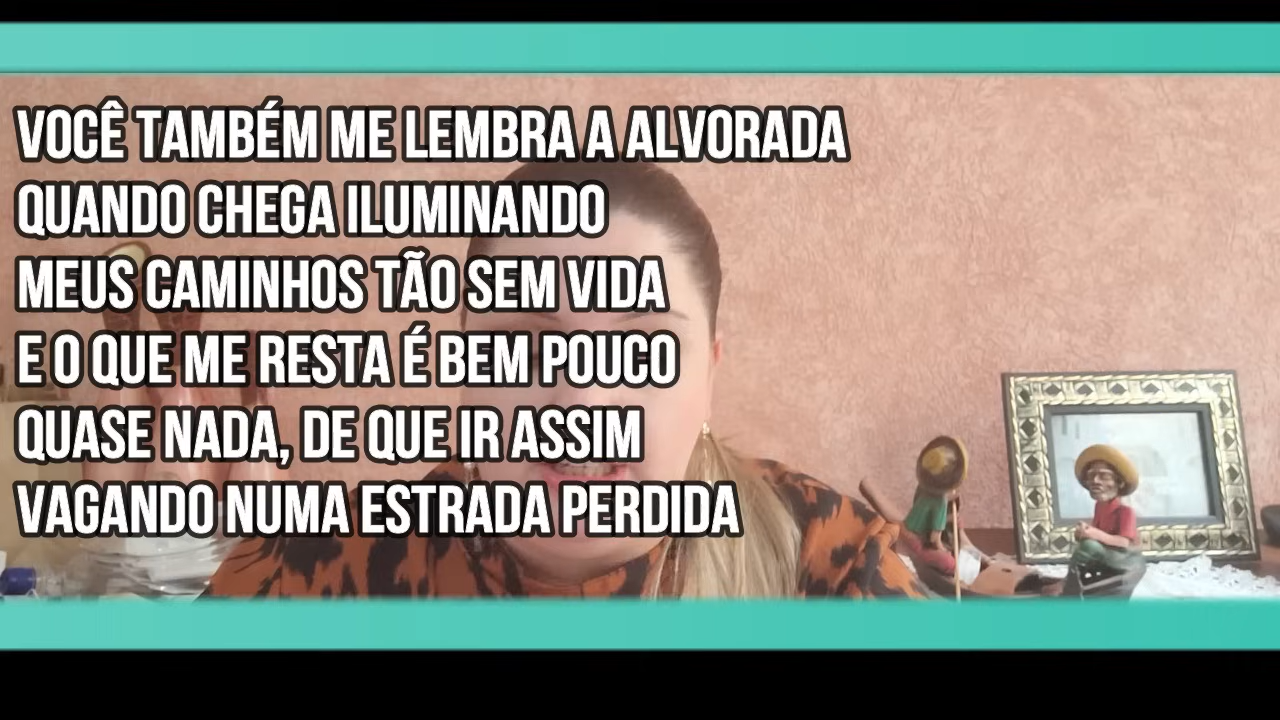 VOCÊ TAMBÉM ME LEMBRA A ALVORADA
QUANDO CHEGA ILUMINANDO
MEUS CAMINHOS TÃO SEM VIDA
E O QUE ME RESTA É BEM POUCO
QUASE NADA, DE QUE IR ASSIM
VAGANDO NUMA ESTRADA PERDIDA